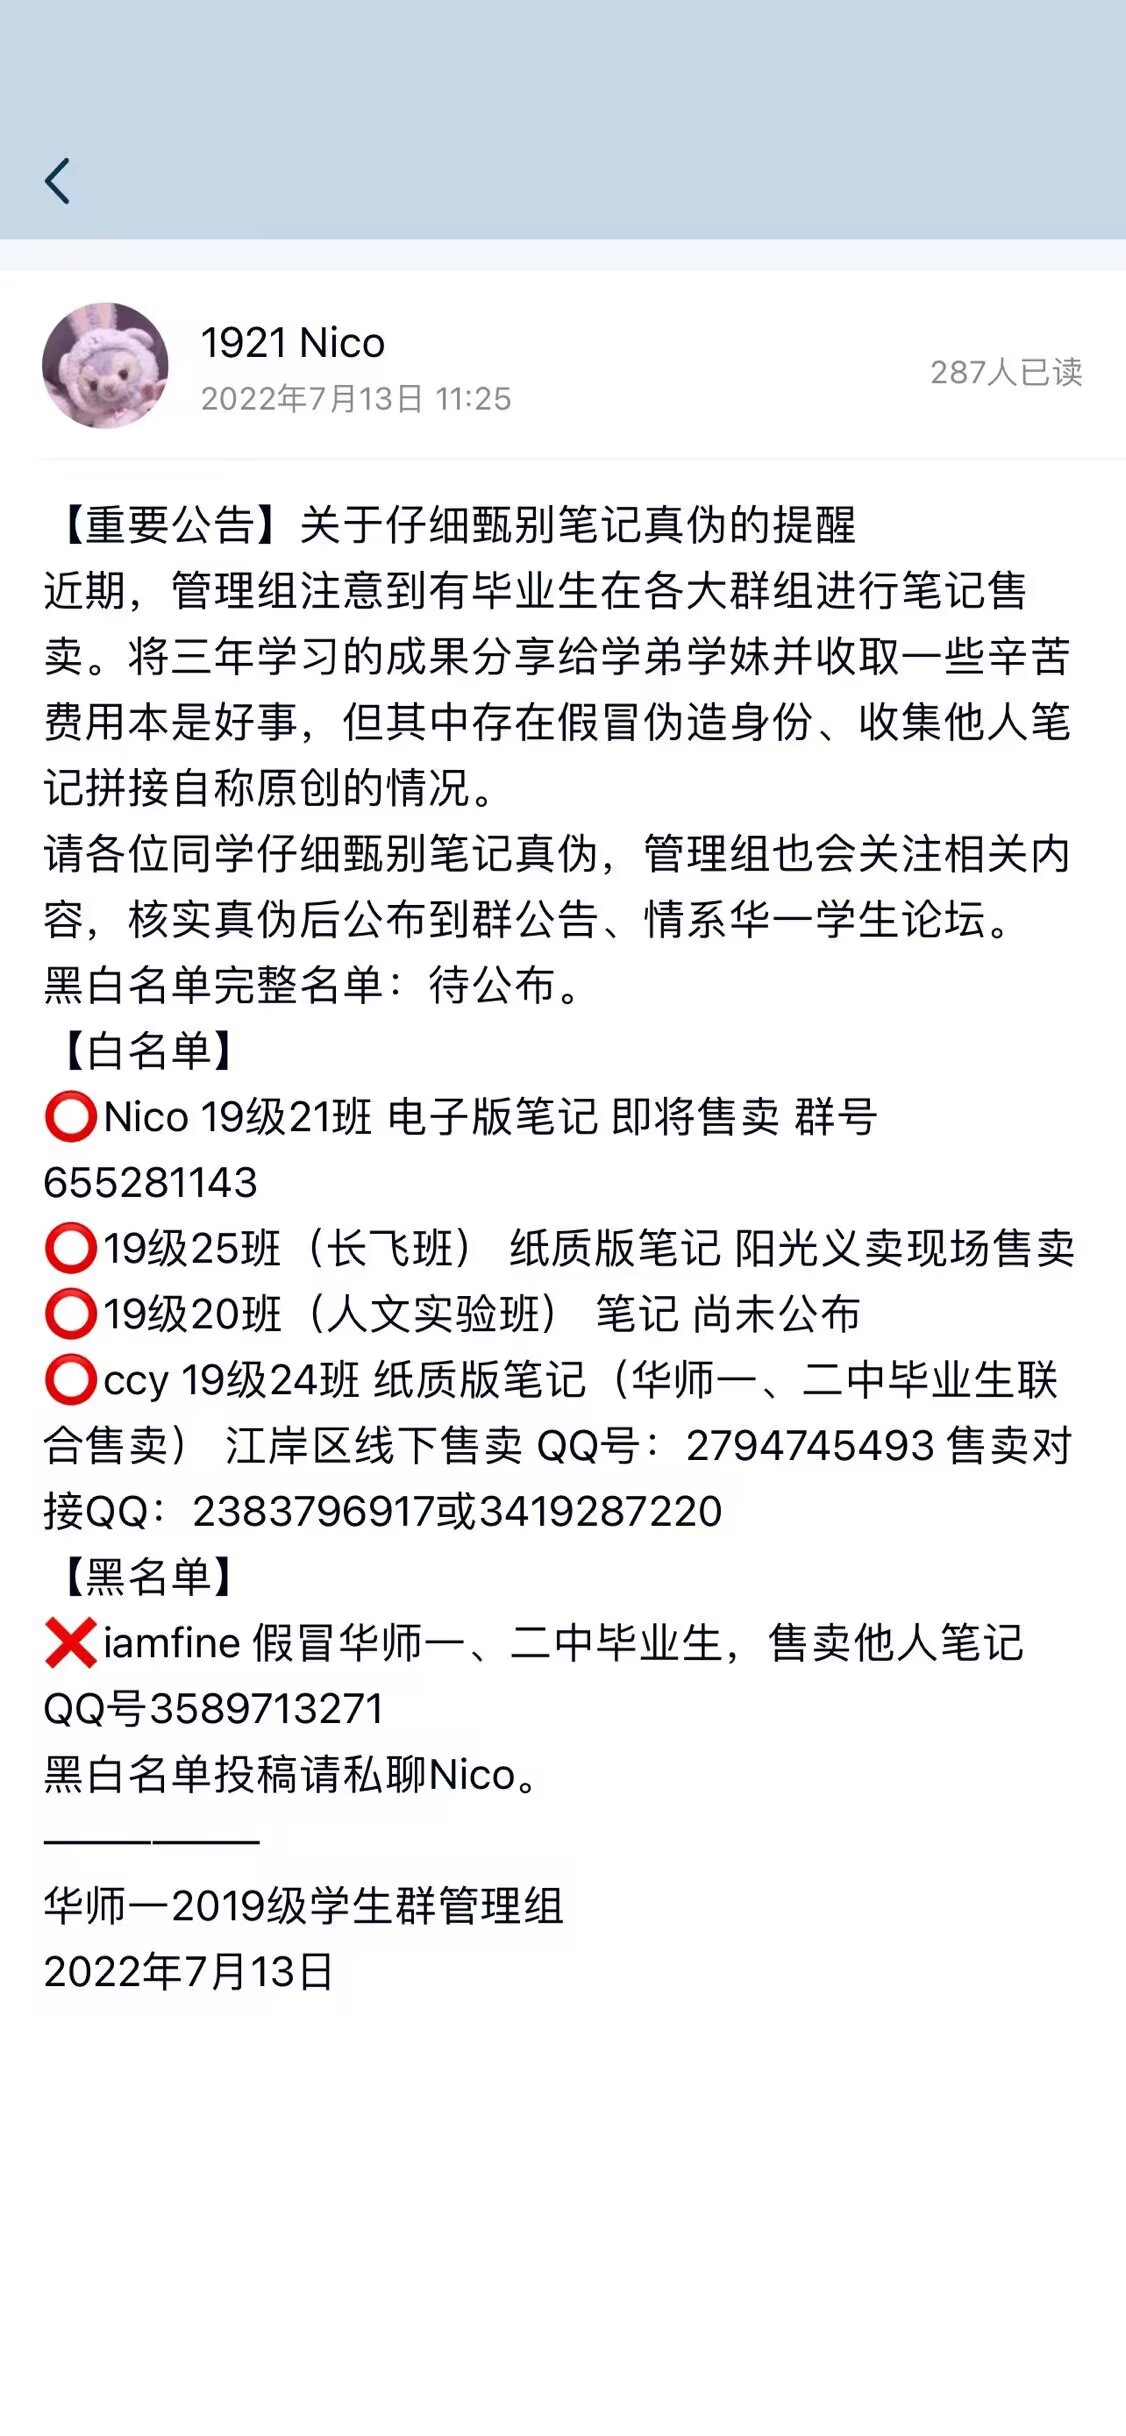 1921 Nico
2022年7月13日 11:25
287人已读
【重要公告】关于仔细甄别笔记真伪的提醒
近期，管理组注意到有毕业生在各大群组进行笔记售
卖。将三年学习的成果分享给学弟学妹并收取一些辛苦
费用本是好事，但其中存在假冒伪造身份、收集他人笔
记拼接自称原创的情况。
请各位同学仔细甄别笔记真伪，管理组也会关注相关内
容，核实真伪后公布到群公告、情系华一学生论坛。
黑白名单完整名单：待公布。
【白名单】
⭕Nico 19级21班 电子版笔记 即将售卖 群号
655281143
⭕19级25班（长飞班） 纸质版笔记 阳光义卖现场售卖
⭕19级20班（人文实验班） 笔记 尚未公布
⭕ccy 19级24班 纸质版笔记（华师一、二中毕业生联
合售卖） 江岸区线下售卖 QQ号：2794745493 售卖对
接QQ：2383796917或3419287220
【黑名单】
❌iamfine 假冒华师一、二中毕业生，售卖他人笔记
QQ号3589713271
黑白名单投稿请私聊Nico。
—————
华师一2019级学生群管理组
2022年7月13日